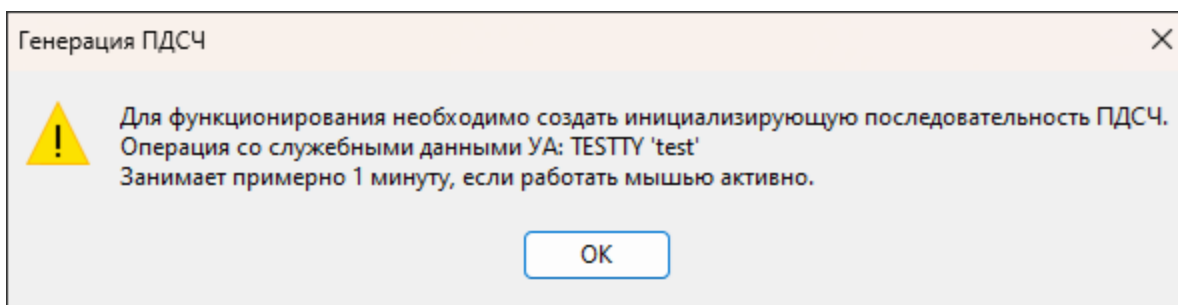 Генерация ПДСЧ
Для функционирования необходимо создать инициализирующую последовательность ПДСЧ.
Операция со служебными данными УА: TESTTY 'test'
Занимает примерно 1 минуту, если работать мышью активно.
ОК